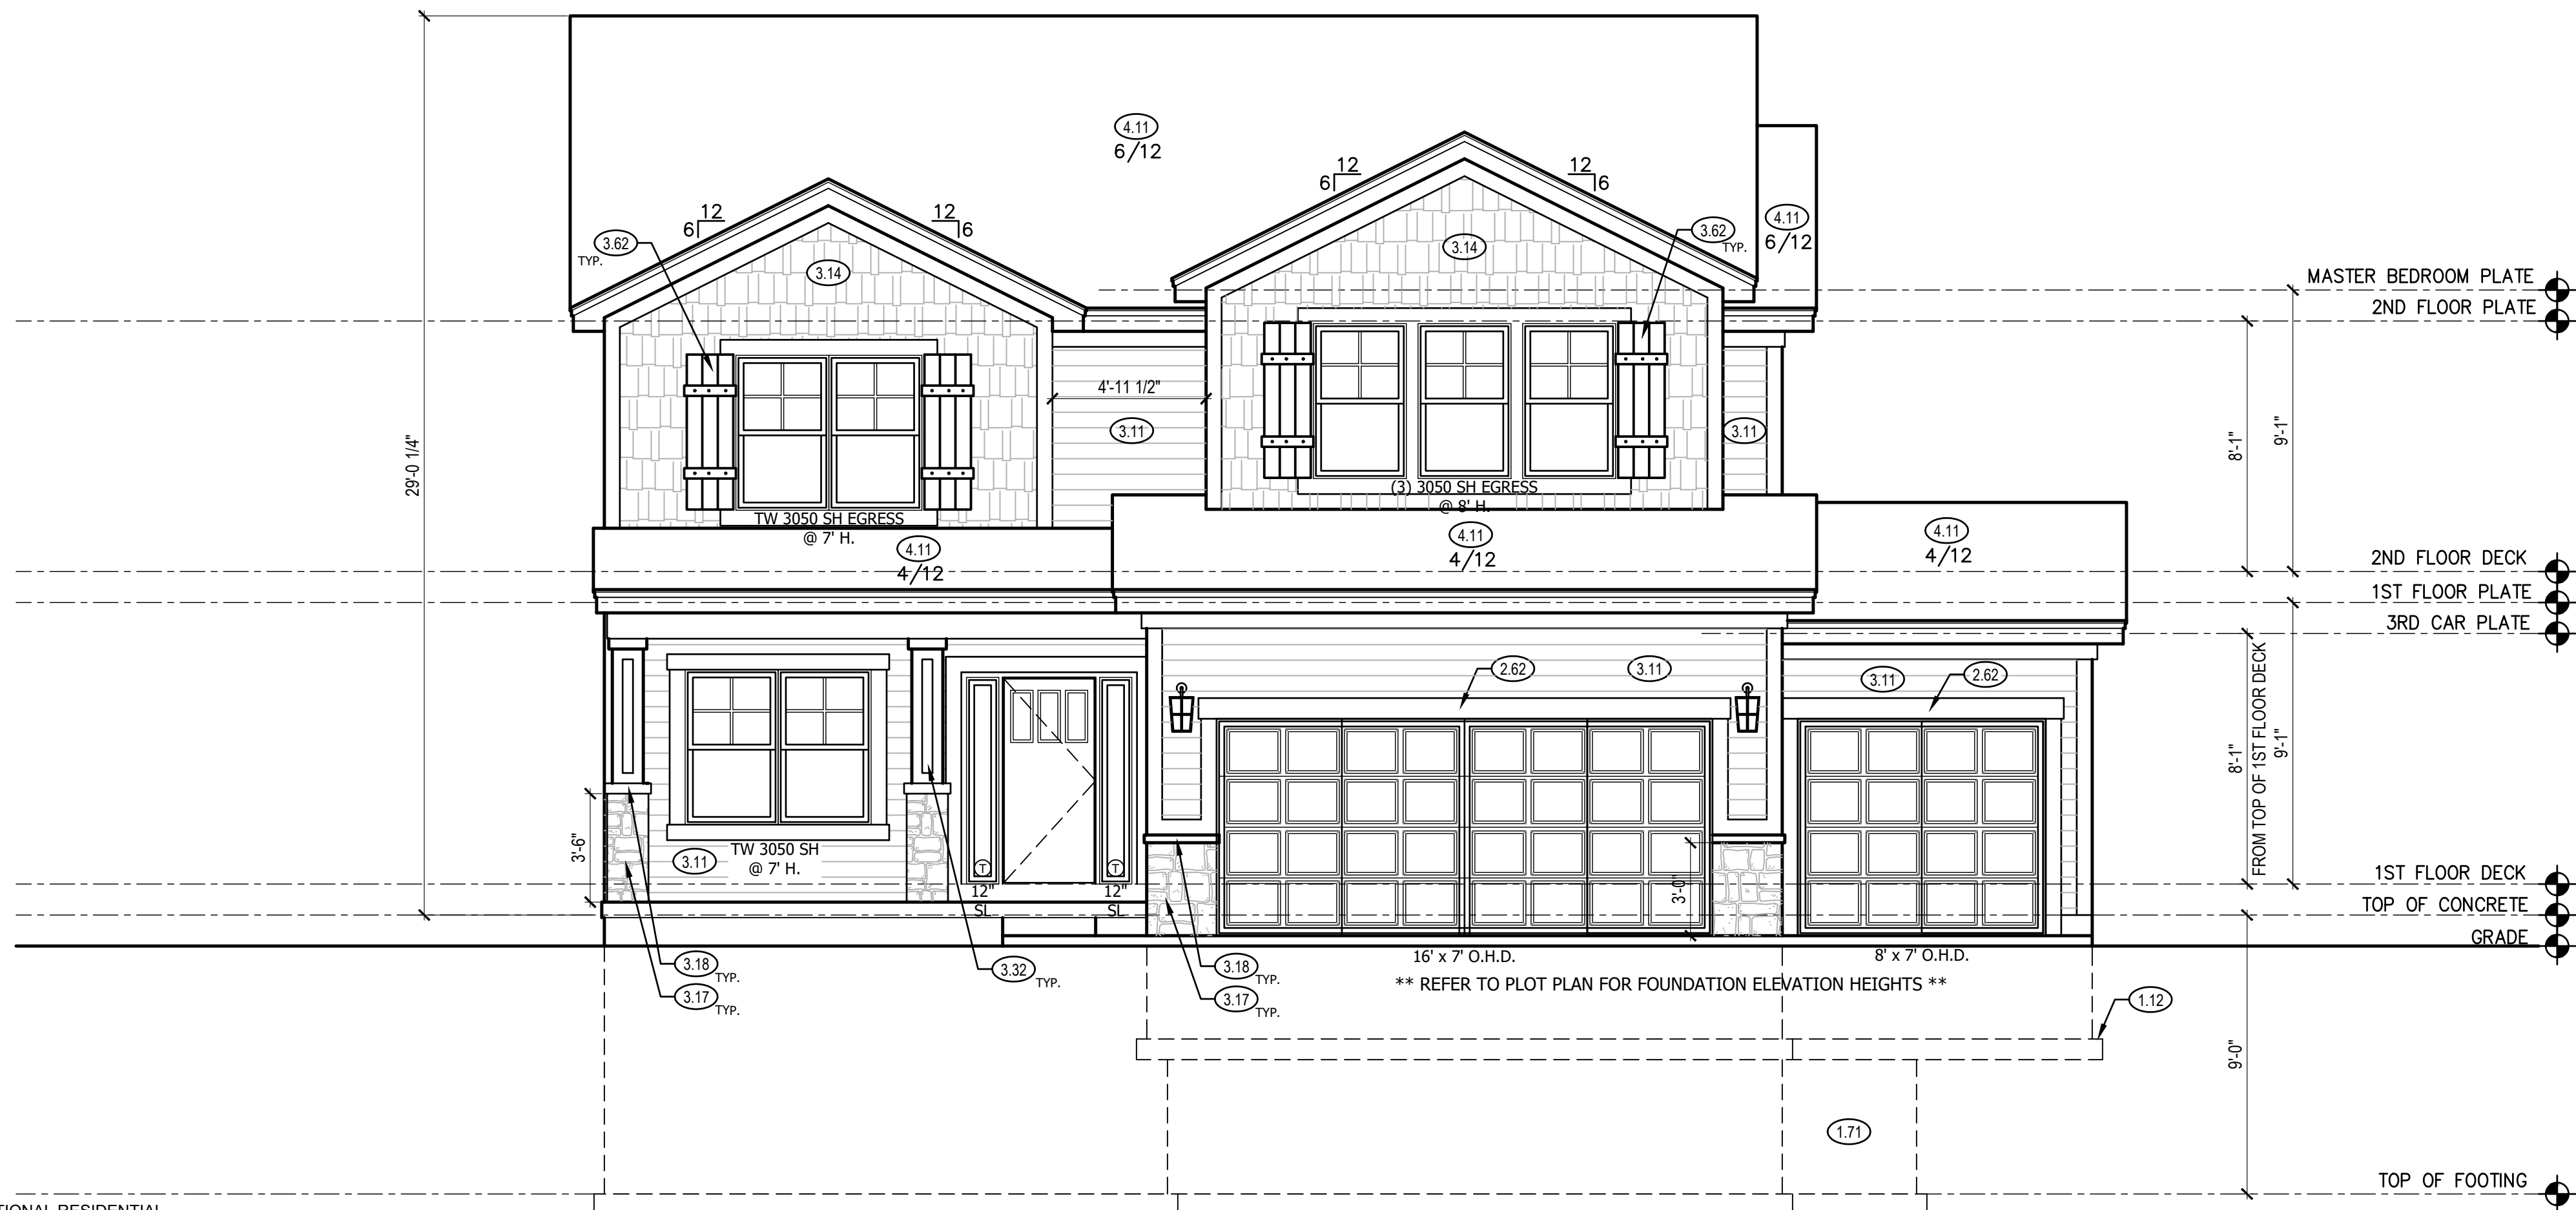 4.11
6/12
12
6
12
6
12
6
12
6
3.62
TYP.
3.14
3.14
3.62
TYP.
4.11
6/12
MASTER BEDROOM PLATE
2ND FLOOR PLATE
4'-11 1/2"
3.11
3.11
29'-0 1/4"
8'-1"
9'-1"
TW 3050 SH EGRESS
@ 7' H.
(3) 3050 SH EGRESS
@ 8' H.
4.11
4/12
4.11
4/12
4.11
4/12
2ND FLOOR DECK
1ST FLOOR PLATE
3RD CAR PLATE
2.62
3.11
3.11
2.62
8'-1"
FROM TOP OF 1ST FLOOR DECK
9'-1"
3'-6"
3.11
TW 3050 SH
@ 7' H.
T
T
12"
SL
12"
SL
3'-0"
1ST FLOOR DECK
TOP OF CONCRETE
GRADE
3.18
TYP.
3.17
TYP.
3.32
TYP.
3.18
TYP.
3.17
TYP.
16' x 7' O.H.D.
8' x 7' O.H.D.
** REFER TO PLOT PLAN FOR FOUNDATION ELEVATION HEIGHTS **
1.12
9'-0"
1.71
TOP OF FOOTING